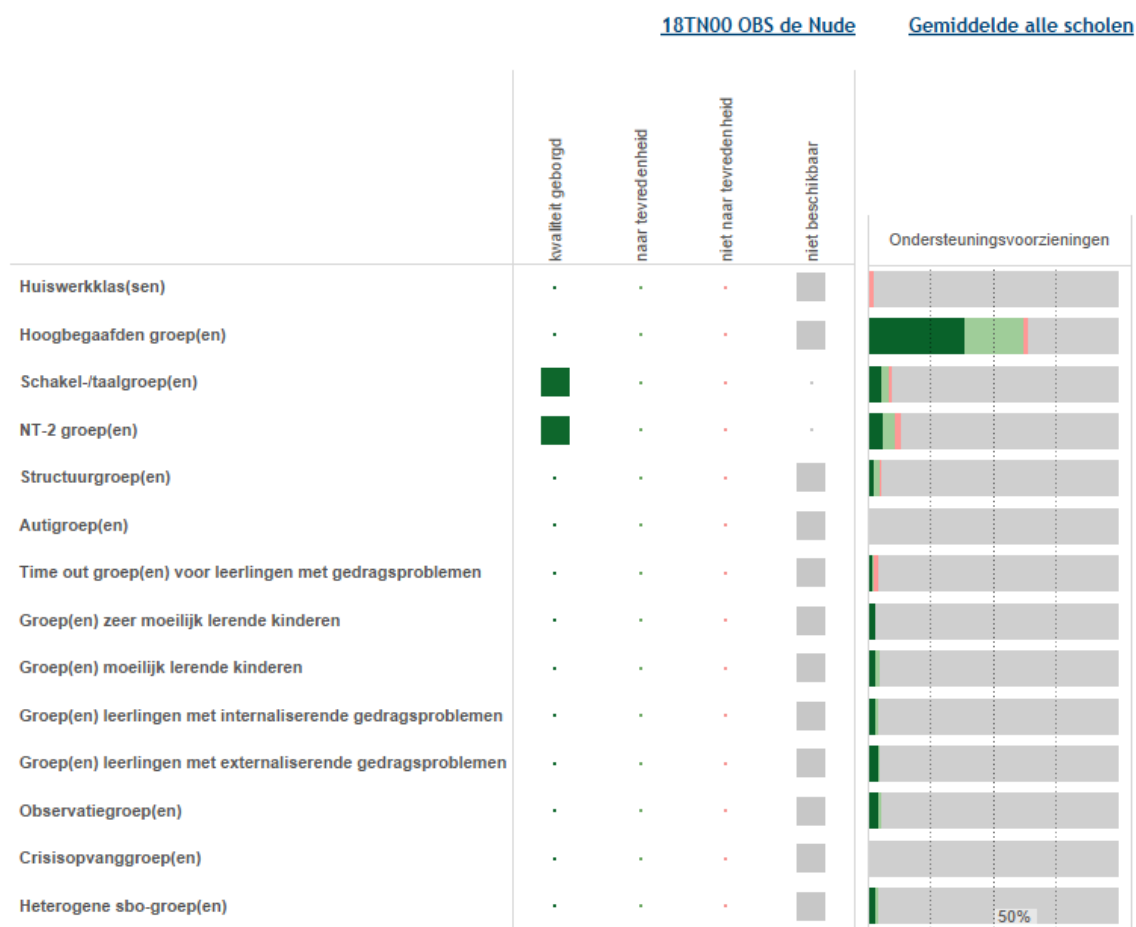 18TN00 OBS de Nude
Gemiddelde alle scholen
kwaliteit geborgd
naar tevredenheid
niet naar tevredenheid
niet beschikbaar
Ondersteuningsvoorzieningen
Huiswerkklas(sen)
Hoogbegaafden groep(en)
Schakel-/taalgroep(en)
NT-2 groep(en)
Structuurgroep(en)
Autigroep(en)
Time out groep(en) voor leerlingen met gedragsproblemen
Groep(en) zeer moeilijk lerende kinderen
Groep(en) moeilijk lerende kinderen
Groep(en) leerlingen met internaliserende gedragsproblemen
Groep(en) leerlingen met externaliserende gedragsproblemen
Observatiegroep(en)
Crisisopvanggroep(en)
Heterogene sbo-groep(en)
50%